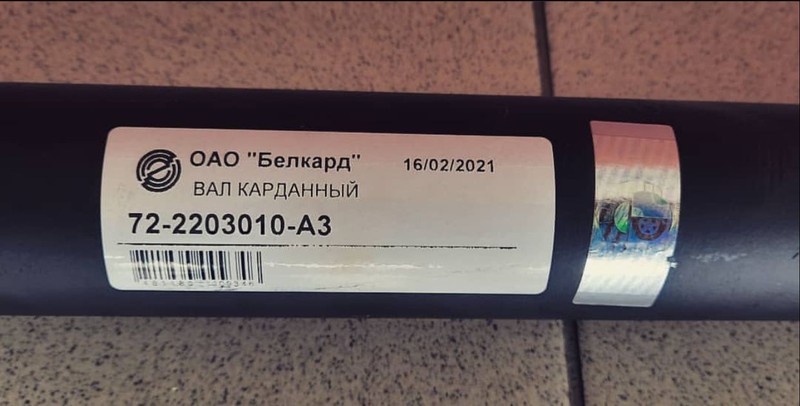 ОАО "Белкард" 16/02/2021
ВАЛ КАРДАННЫЙ
72-2203010-А3